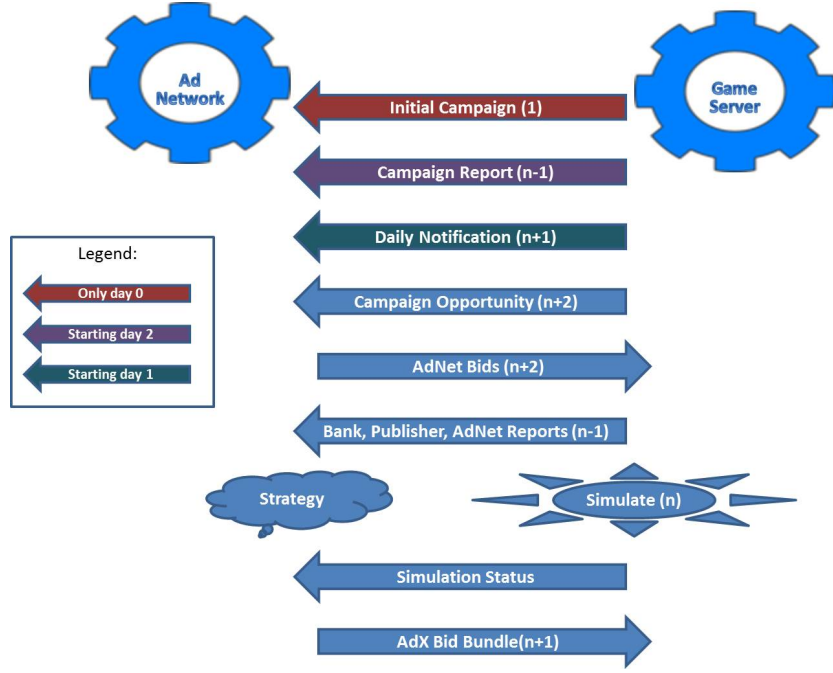 Ad
Network
Game
Server
Initial Campaign (1)
Campaign Report (n-1)
Daily Notification (n+1)
Legend:
Only day 0
Starting day 2
Starting day 1
Campaign Opportunity (n+2)
AdNet Bids (n+2)
Bank, Publisher, AdNet Reports (n-1)
Strategy
Simulate (n)
Simulation Status
AdX Bid Bundle(n+1)